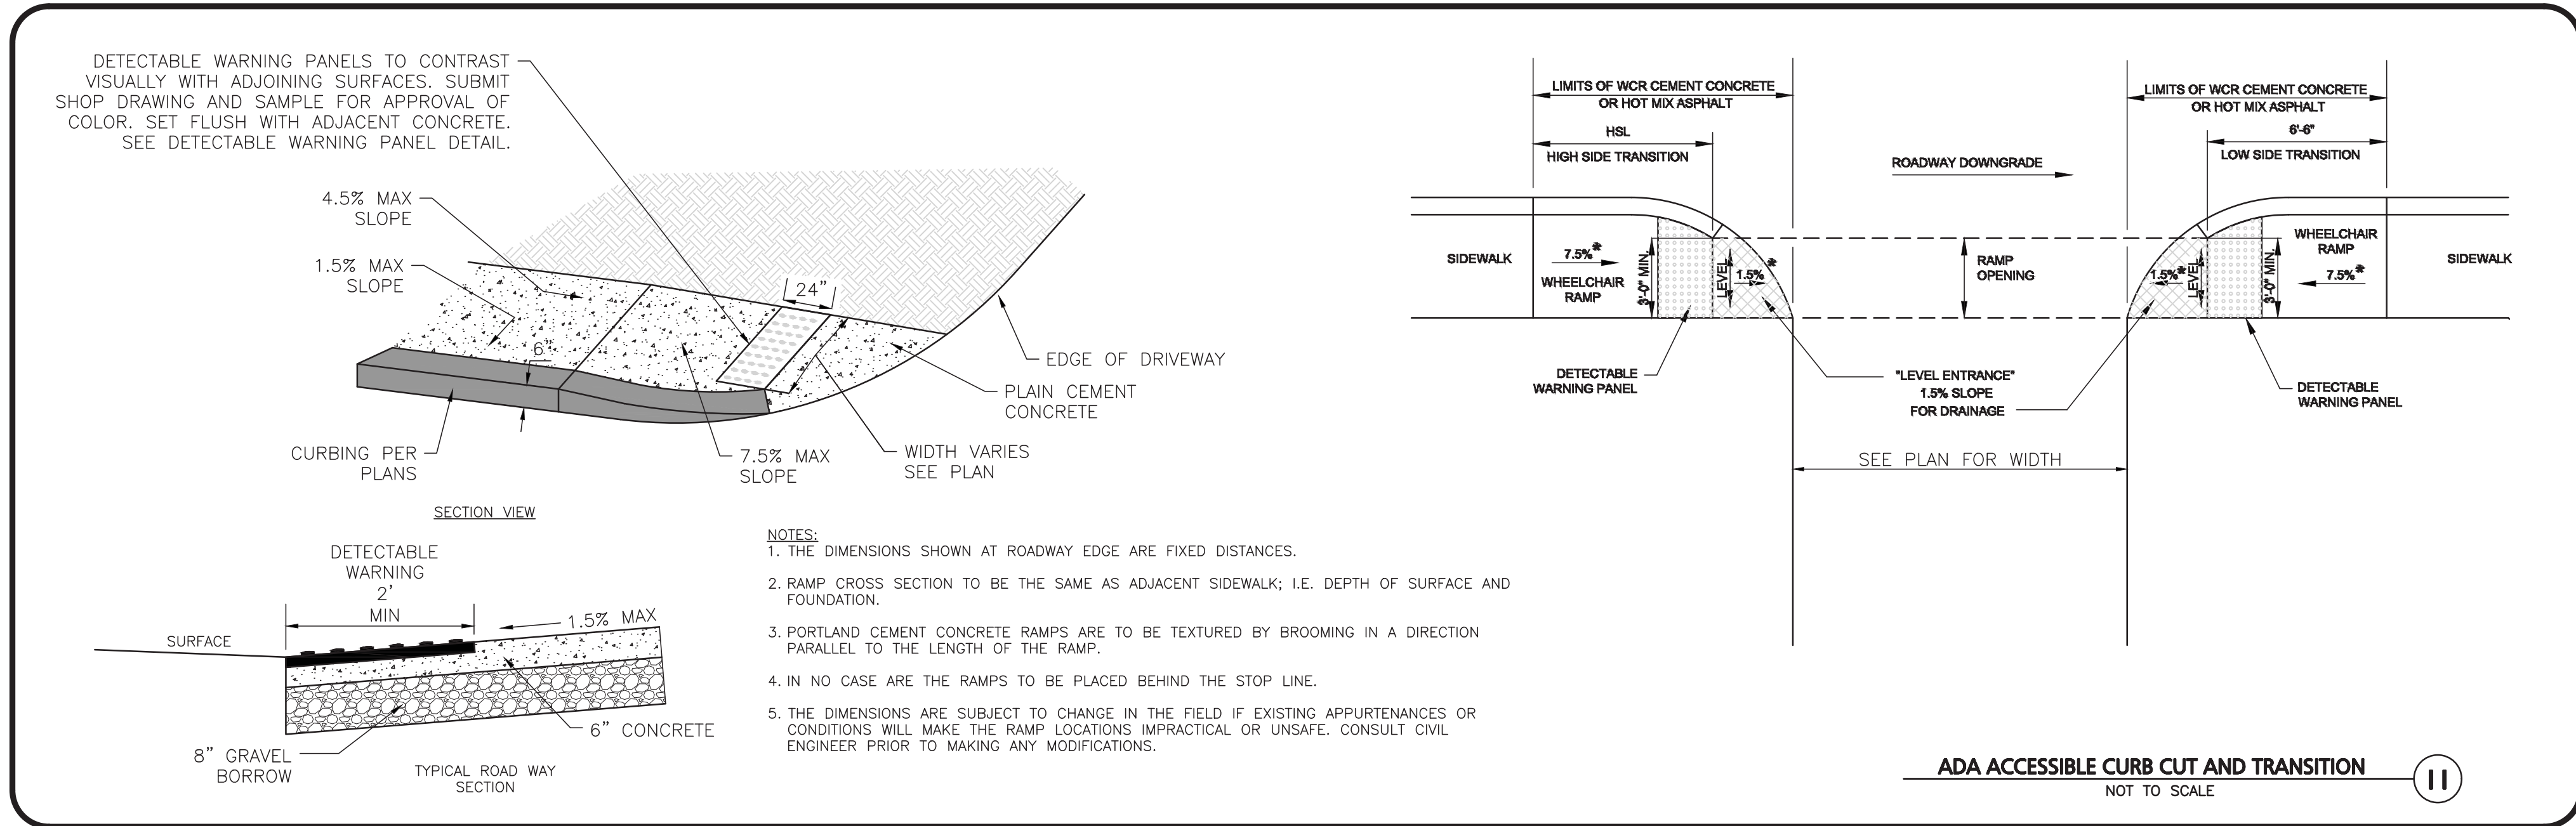 DETECTABLE WARNING PANELS TO CONTRAST
VISUALLY WITH ADJOINING SURFACES. SUBMIT
SHOP DRAWING AND SAMPLE FOR APPROVAL OF
COLOR. SET FLUSH WITH ADJACENT CONCRETE.
SEE DETECTABLE WARNING PANEL DETAIL.
4.5% MAX
SLOPE
1.5% MAX
SLOPE
24"
6"
EDGE OF DRIVEWAY
PLAIN CEMENT
CONCRETE
WIDTH VARIES
SEE PLAN
7.5% MAX
SLOPE
CURBING PER
PLANS
SECTION VIEW
DETECTABLE
WARNING
2'
MIN
1.5% MAX
SURFACE
6" CONCRETE
8" GRAVEL
BORROW
TYPICAL ROAD WAY
SECTION
NOTES:
1. THE DIMENSIONS SHOWN AT ROADWAY EDGE ARE FIXED DISTANCES.
2. RAMP CROSS SECTION TO BE THE SAME AS ADJACENT SIDEWALK; I.E. DEPTH OF SURFACE AND
FOUNDATION.
3. PORTLAND CEMENT CONCRETE RAMPS ARE TO BE TEXTURED BY BROOMING IN A DIRECTION
PARALLEL TO THE LENGTH OF THE RAMP.
4. IN NO CASE ARE THE RAMPS TO BE PLACED BEHIND THE STOP LINE.
5. THE DIMENSIONS ARE SUBJECT TO CHANGE IN THE FIELD IF EXISTING APPURTENANCES OR
CONDITIONS WILL MAKE THE RAMP LOCATIONS IMPRACTICAL OR UNSAFE. CONSULT CIVIL
ENGINEER PRIOR TO MAKING ANY MODIFICATIONS.
LIMITS OF WCR CEMENT CONCRETE
OR HOT MIX ASPHALT
HSL
HIGH SIDE TRANSITION
ROADWAY DOWNGRADE
LIMITS OF WCR CEMENT CONCRETE
OR HOT MIX ASPHALT
6'-6"
LOW SIDE TRANSITION
SIDEWALK
7.5%*
WHEELCHAIR
RAMP
3'-0" MIN.
LEVEL
1.5%*
RAMP
OPENING
1.5%*
LEVEL
3'-0" MIN.
WHEELCHAIR
RAMP
7.5%*
SIDEWALK
DETECTABLE
WARNING PANEL
"LEVEL ENTRANCE"
1.5% SLOPE
FOR DRAINAGE
DETECTABLE
WARNING PANEL
SEE PLAN FOR WIDTH
ADA ACCESSIBLE CURB CUT AND TRANSITION
NOT TO SCALE
11